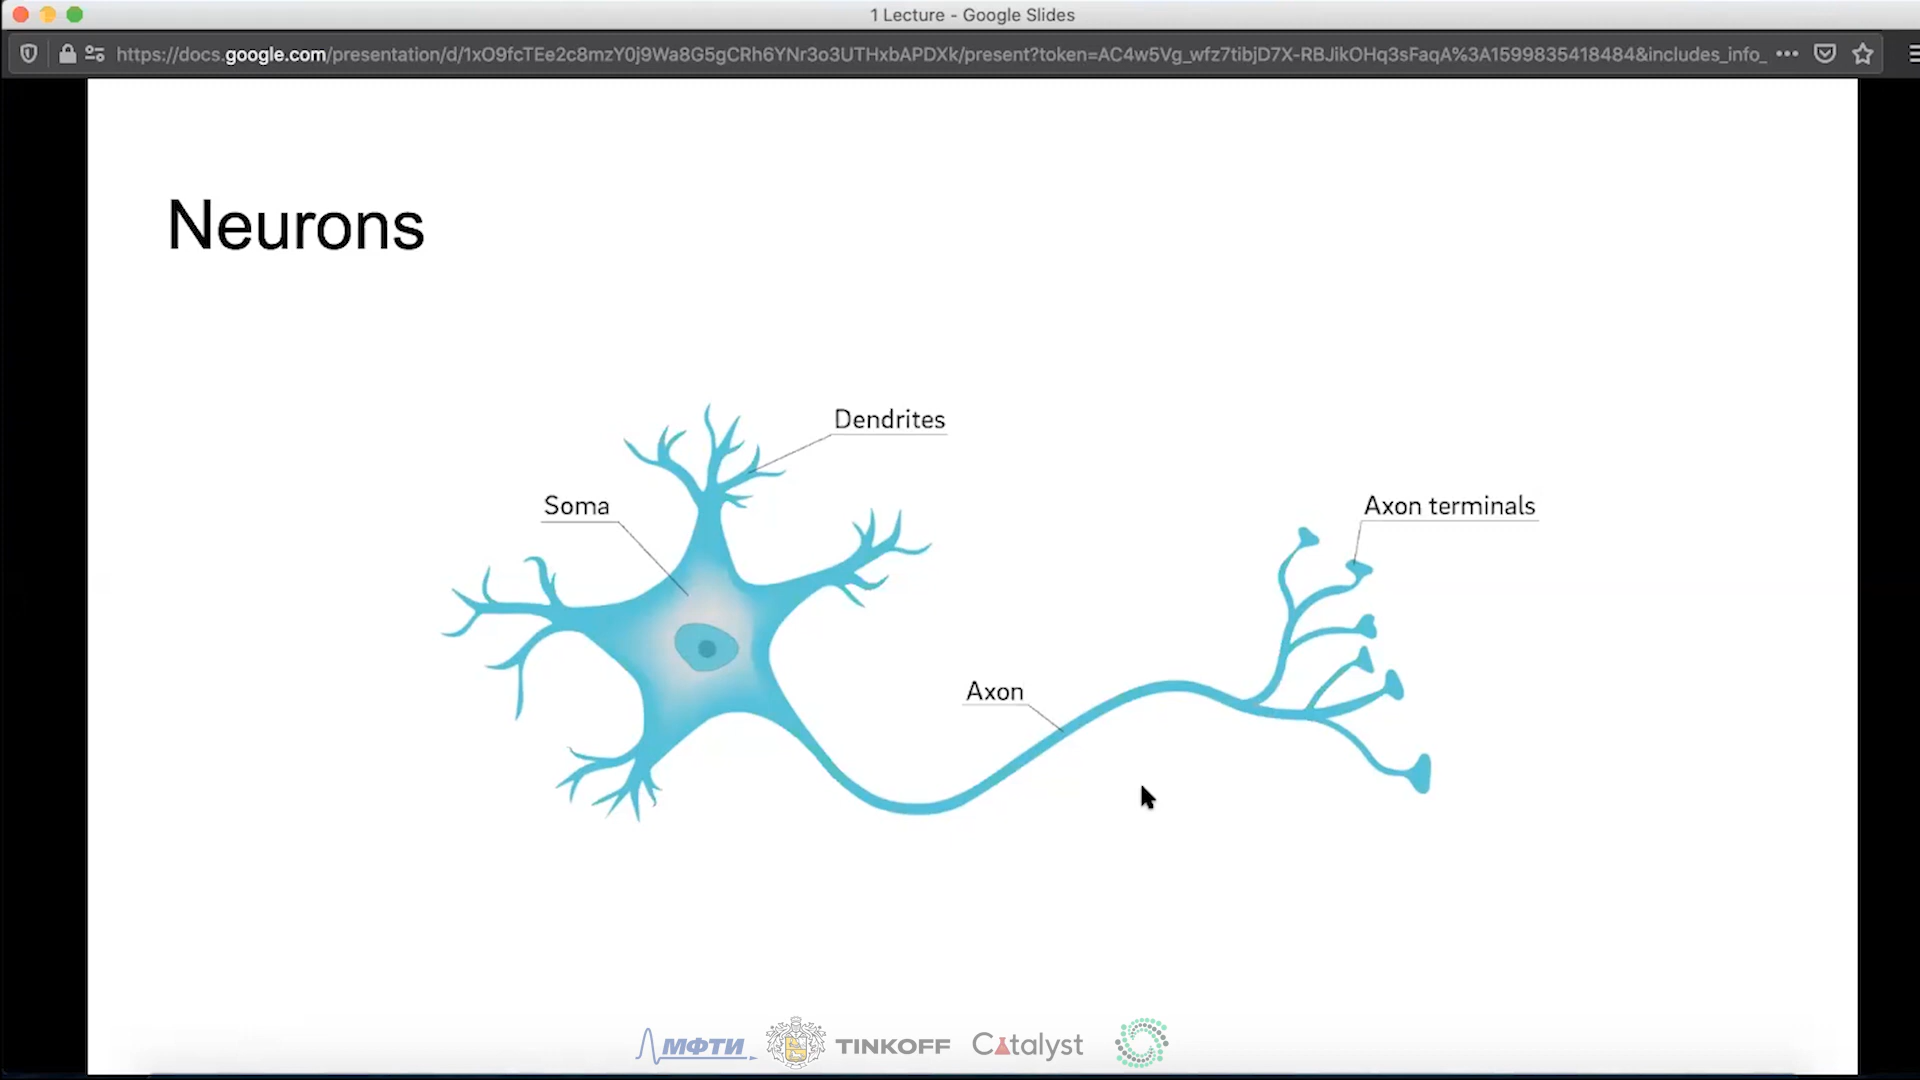 1 Lecture - Google Slides
https://docs.google.com/presentation/d/1xO9fcTEe2c8mzY0j9Wa8G5gCRh6YNr3o3UTHxbAPDXk/present?token=AC4w5Vg_wfz7tibjD7X-RBJikOHq3sFaqA%3A1599835418484&includes_info_
Neurons
Dendrites
Soma
Axon terminals
Axon
МФТИ TINKOFF Catalyst